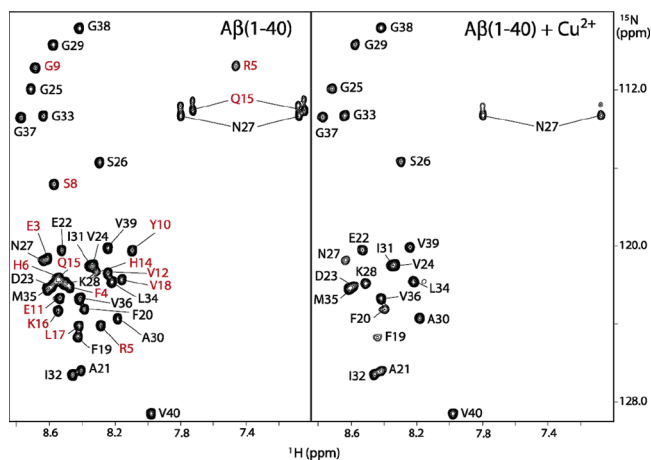 Aβ(1-40)
G38
G29
G9
R5
G25
Q15
G37
G33
N27
S26
S8
E3
E22
I31
V24
V39
Y10
N27
Q15
H14
H6
V12
D23
K28
V18
M35
F4
L34
E11
V36
K16
F20
L17
A30
F19
R5
I32
A21
V40
8.6
8.2
7.8
7.4
Aβ(1-40) + Cu2+
G38
G29
G25
G37
G33
N27
S26
E22
V39
N27
I31
V24
D23
K28
L34
M35
V36
F20
A30
F19
I32
A21
V40
8.6
8.2
7.8
7.4
15N
(ppm)
112.0
120.0
128.0
1H (ppm)